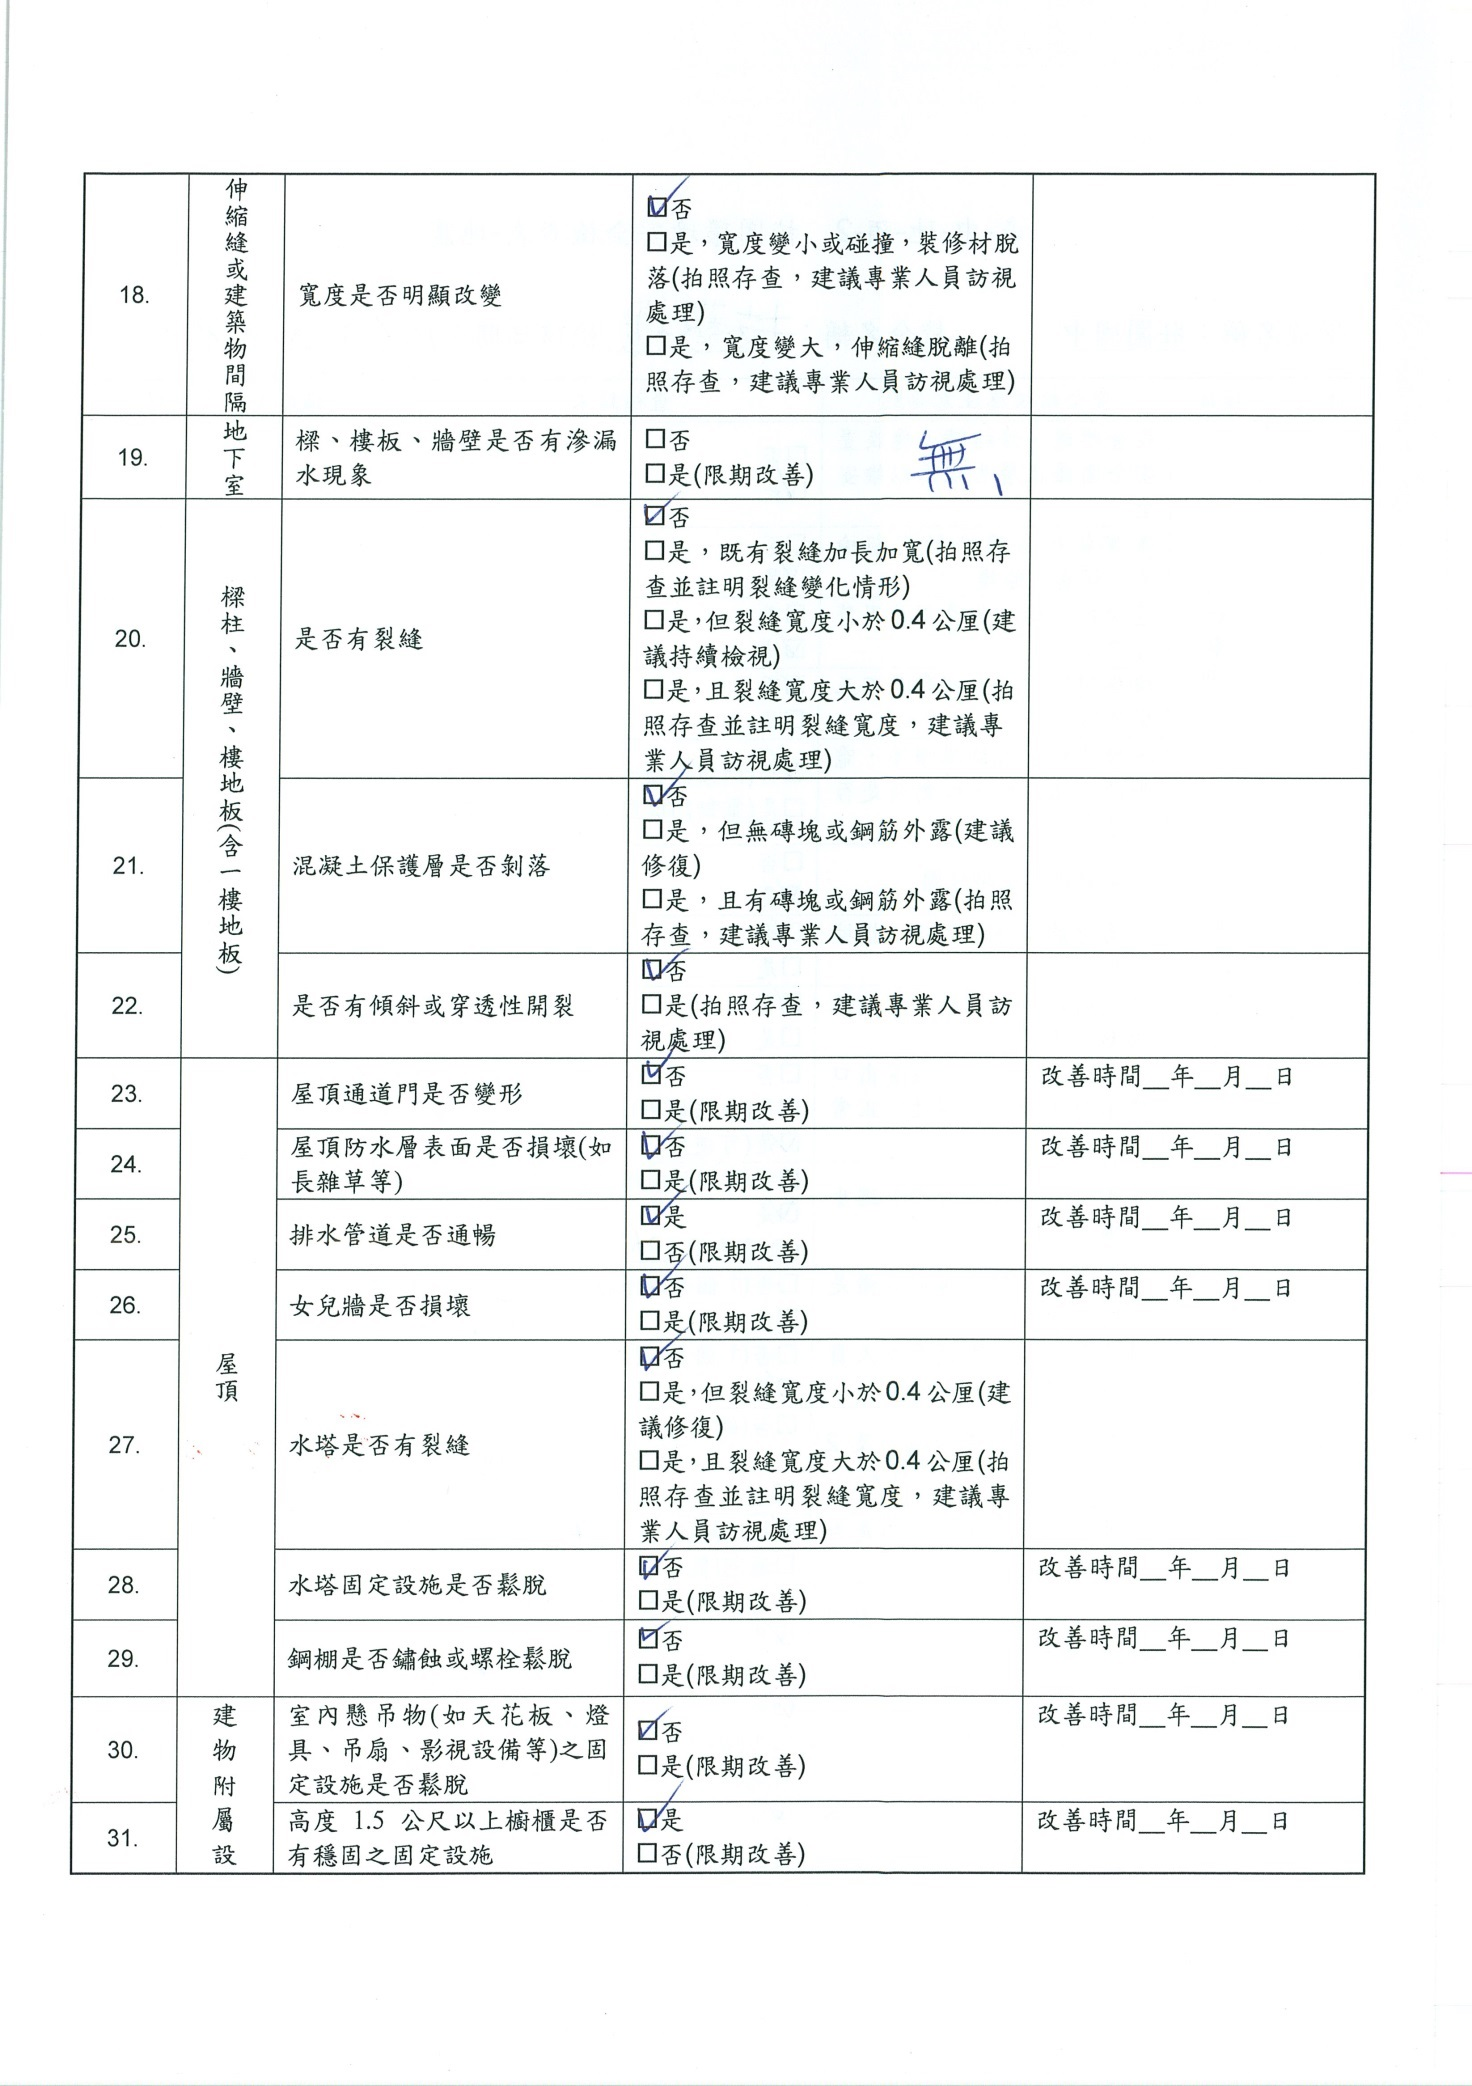 18.
伸縮縫或建築物間隔
寬度是否明顯改變
☑否
□是，寬度變小或碰撞，裝修材脫
落(拍照存查，建議專業人員訪視
處理)
□是，寬度變大，伸縮縫脫離(拍
照存查，建議專業人員訪視處理)
19.
地下室
樑、樓板、牆壁是否有滲漏
水現象
□否
□是(限期改善)
無
20.
樑柱、牆壁、樓地板(含一樓地板)
是否有裂縫
☑否
□是，既有裂縫加長加寬(拍照存
查並註明裂縫變化情形)
□是，但裂縫寬度小於0.4公厘(建
議持續檢視)
□是，且裂縫寬度大於0.4公厘(拍
照存查並註明裂縫寬度，建議專
業人員訪視處理)
21.
混凝土保護層是否剝落
☑否
□是，但無磚塊或鋼筋外露(建議
修復)
□是，且有磚塊或鋼筋外露(拍照
存查，建議專業人員訪視處理)
22.
是否有傾斜或穿透性開裂
☑否
□是(拍照存查，建議專業人員訪
視處理)
23.
屋頂
屋頂通道門是否變形
☑否
□是(限期改善)
改善時間__年__月__日
24.
屋頂防水層表面是否損壞(如
長雜草等)
☑否
□是(限期改善)
改善時間__年__月__日
25.
排水管道是否通暢
☑是
□否(限期改善)
改善時間__年__月__日
26.
女兒牆是否損壞
☑否
□是(限期改善)
改善時間__年__月__日
27.
水塔是否有裂縫
☑否
□是，但裂縫寬度小於0.4公厘(建
議修復)
□是，且裂縫寬度大於0.4公厘(拍
照存查並註明裂縫寬度，建議專
業人員訪視處理)
28.
水塔固定設施是否鬆脫
☑否
□是(限期改善)
改善時間__年__月__日
29.
鋼棚是否鏽蝕或螺栓鬆脫
☑否
□是(限期改善)
改善時間__年__月__日
30.
建物附屬設
室內懸吊物(如天花板、燈
具、吊扇、影視設備等)之固
定設施是否鬆脫
☑否
□是(限期改善)
改善時間__年__月__日
31.
高度 1.5 公尺以上櫥櫃是否
有穩固之固定設施
☑是
□否(限期改善)
改善時間__年__月__日